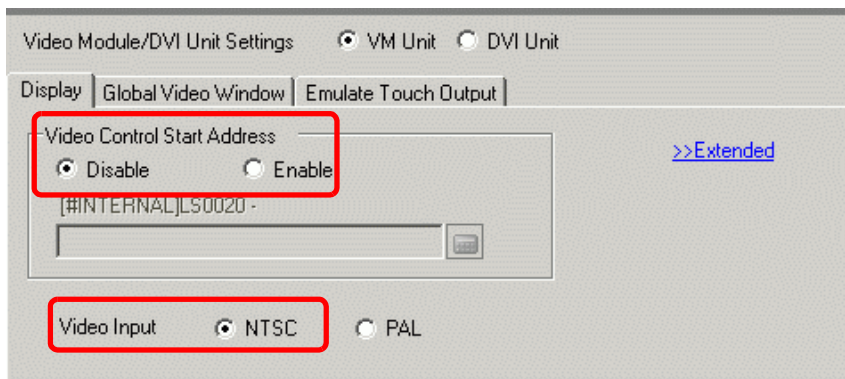 Video Module/DVI Unit Settings VM Unit DVI Unit
Display Global Video Window Emulate Touch Output
Video Control Start Address
>>Extended
Disable Enable
[#INTERNAL]LS0020 -
Video Input NTSC PAL